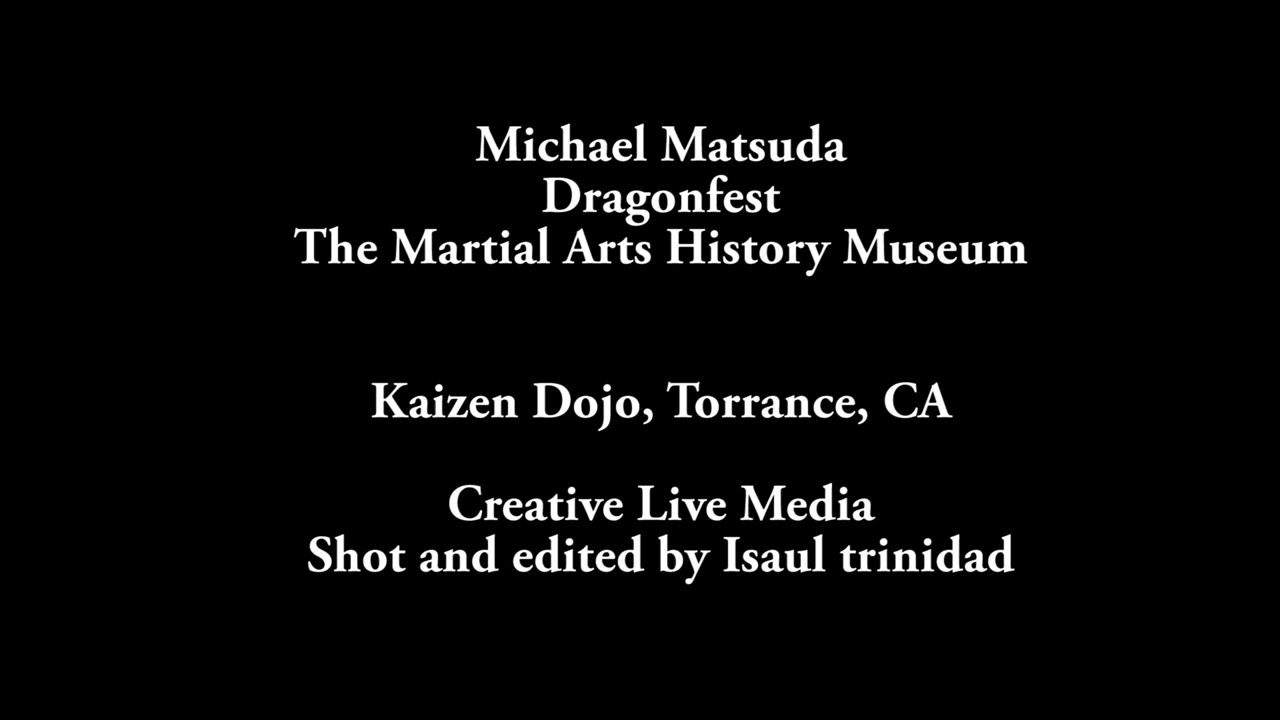 Michael Matsuda
Dragonfest
The Martial Arts History Museum
Kaizen Dojo, Torrance, CA
Creative Live Media
Shot and edited by Isaul trinidad